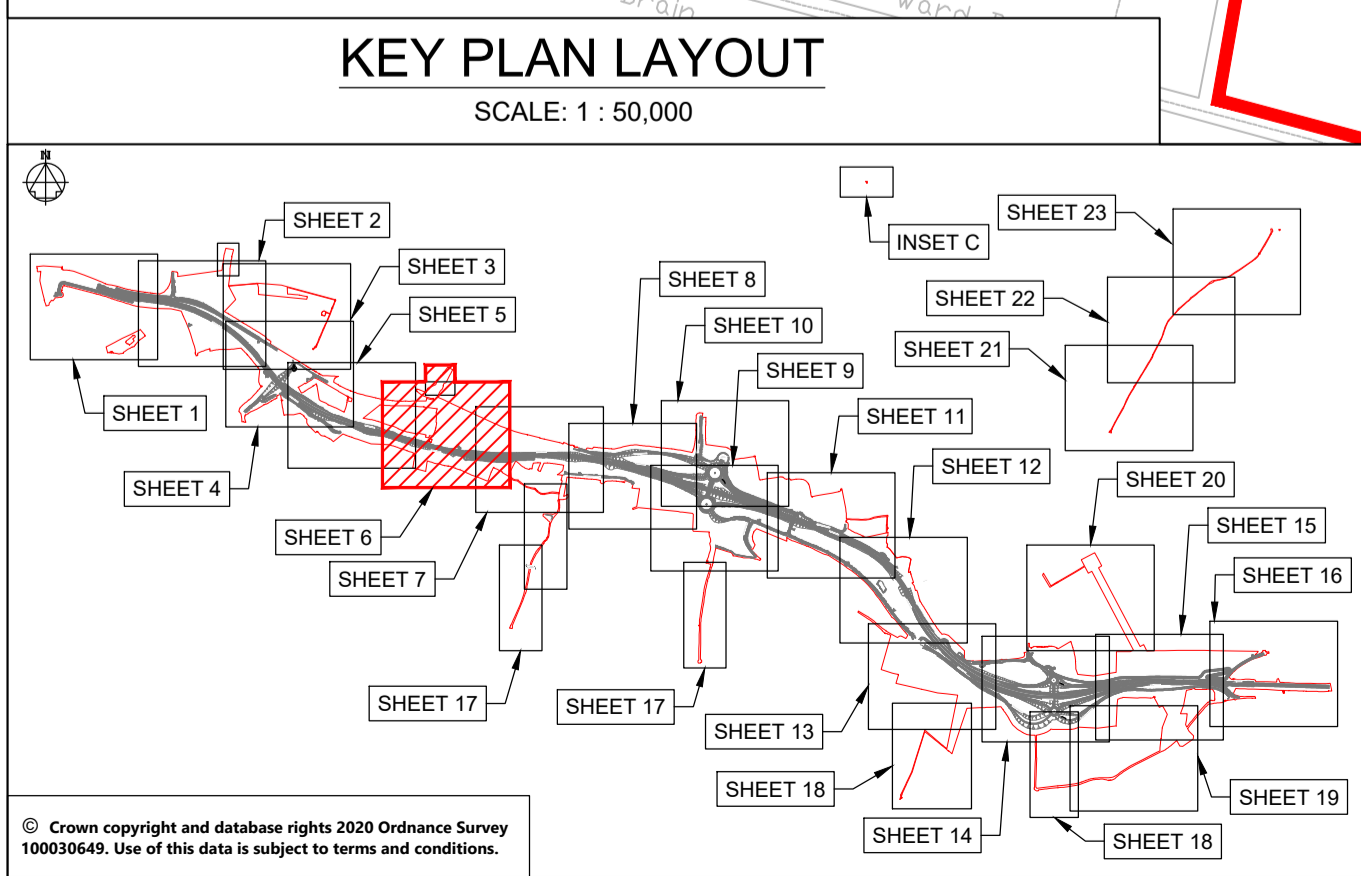 Drain
Ward D
KEY PLAN LAYOUT
SCALE: 1 : 50,000
N
SHEET 2
SHEET 3
SHEET 5
SHEET 8
SHEET 10
SHEET 9
SHEET 11
SHEET 12
INSET C
SHEET 23
SHEET 22
SHEET 21
SHEET 1
SHEET 4
SHEET 6
SHEET 7
SHEET 20
SHEET 15
SHEET 16
SHEET 17
SHEET 17
SHEET 13
SHEET 18
SHEET 14
SHEET 19
SHEET 18
© Crown copyright and database rights 2020 Ordnance Survey
100030649. Use of this data is subject to terms and conditions.